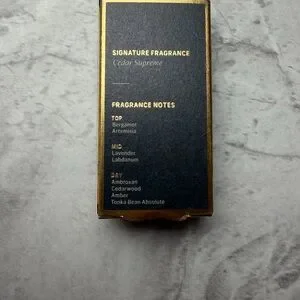 SIGNATURE FRAGRANCE
Cedar Supreme
FRAGRANCE NOTES
TOP
Bergamot
Artemisia
MID
Lavender
Labdanum
DRY
Ambroxan
Cedarwood
Amber
Tonka Bean Absolute